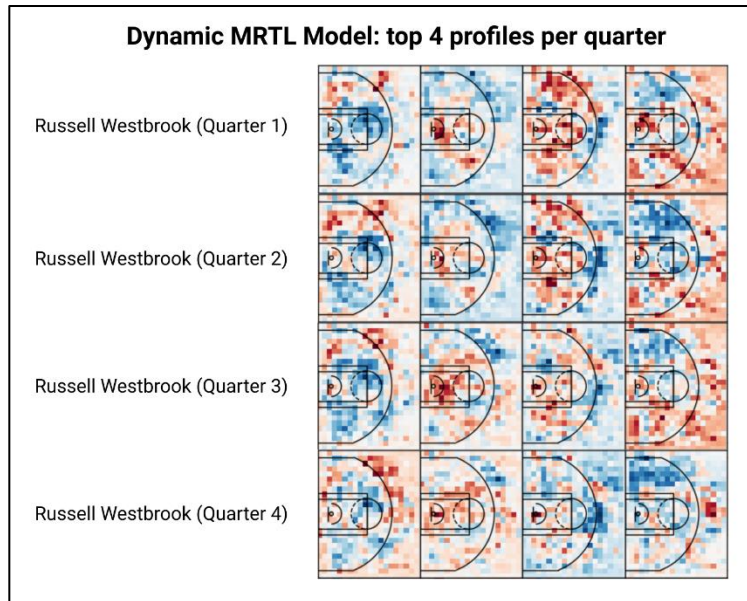 Dynamic MRTL Model: top 4 profiles per quarter
Russell Westbrook (Quarter 1)
Russell Westbrook (Quarter 2)
Russell Westbrook (Quarter 3)
Russell Westbrook (Quarter 4)